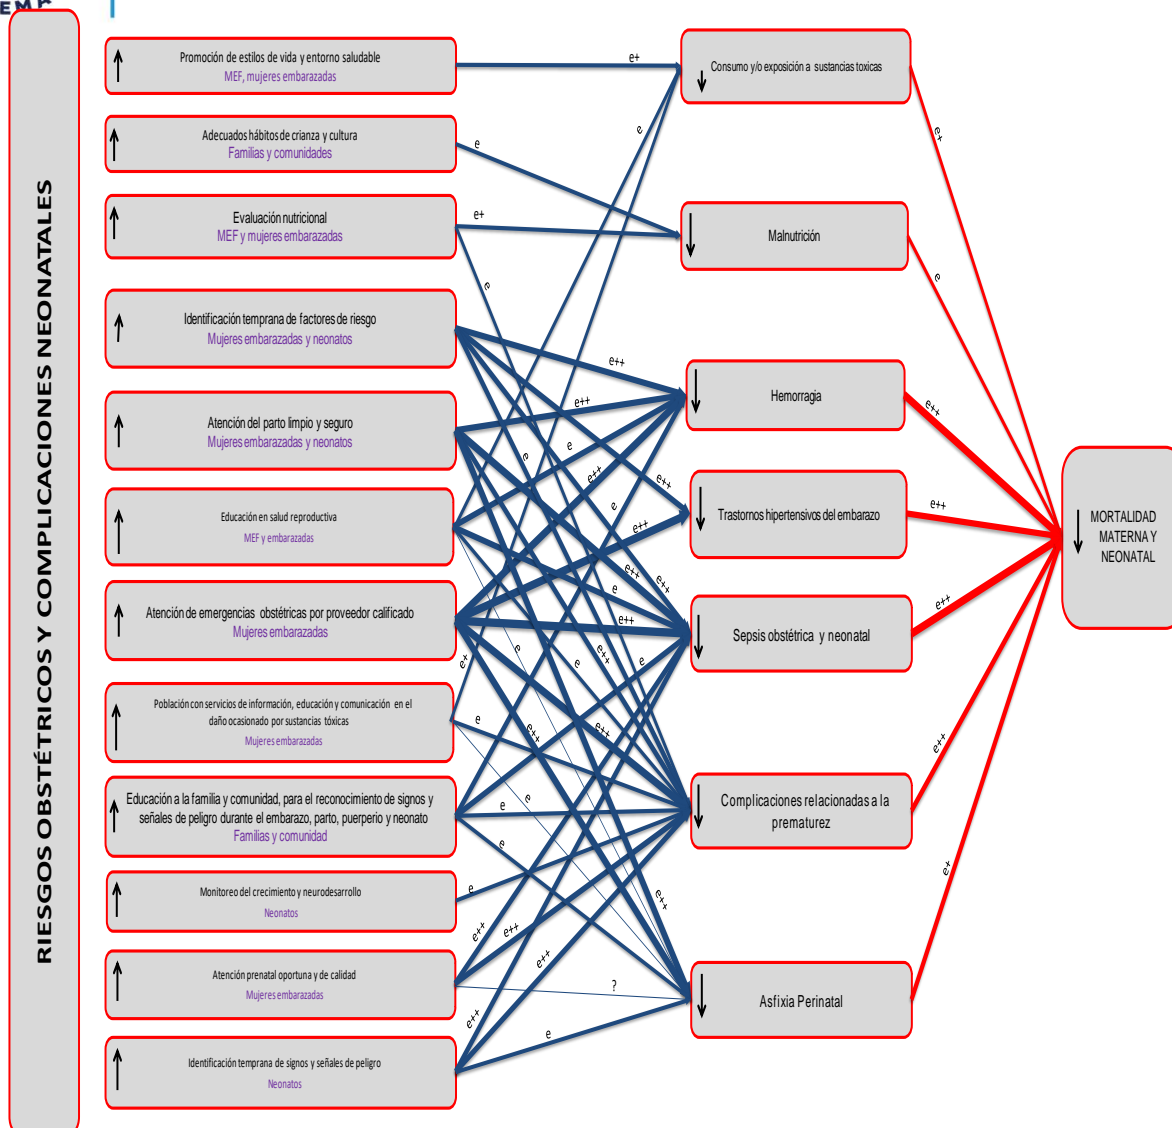 RIESGOS OBSTÉTRICOS Y COMPLICACIONES NEONATALES
Promoción de estilos de vida y entorno saludable
MEF, mujeres embarazadas
Adecuados hábitos de crianza y cultura
Familias y comunidades
Evaluación nutricional
MEF y mujeres embarazadas
Identificación temprana de factores de riesgo
Mujeres embarazadas y neonatos
Atención del parto limpio y seguro
Mujeres embarazadas y neonatos
Educación en salud reproductiva
MEF y embarazadas
Atención de emergencias obstétricas por proveedor calificado
Mujeres embarazadas
Población con servicios de información, educación y comunicación en el
daño ocasionado por sustancias tóxicas
Mujeres embarazadas
Educación a la familia y comunidad, para el reconocimiento de signos y
señales de peligro durante el embarazo, parto, puerperio y neonato
Familias y comunidad
Monitoreo del crecimiento y neurodesarrollo
Neonatos
Atención prenatal oportuna y de calidad
Mujeres embarazadas
Identificación temprana de signos y señales de peligro
Neonatos
e+
e
e
e+
e
e++
e++
e
e
e++
e++
e
e++
e++
e++
e
e++
e
e++
e
e
e
e+
e
e++
e++
e
e
e
e
e++
e++
e++
e++
?
e++
e
Consumo y/o exposición a sustancias toxicas
Malnutrición
Hemorragia
Trastornos hipertensivos del embarazo
Sepsis obstétrica y neonatal
Complicaciones relacionadas a la
prematurez
Asfixia Perinatal
e+
e
e++
e++
e++
e++
e+
MORTALIDAD
MATERNA Y
NEONATAL